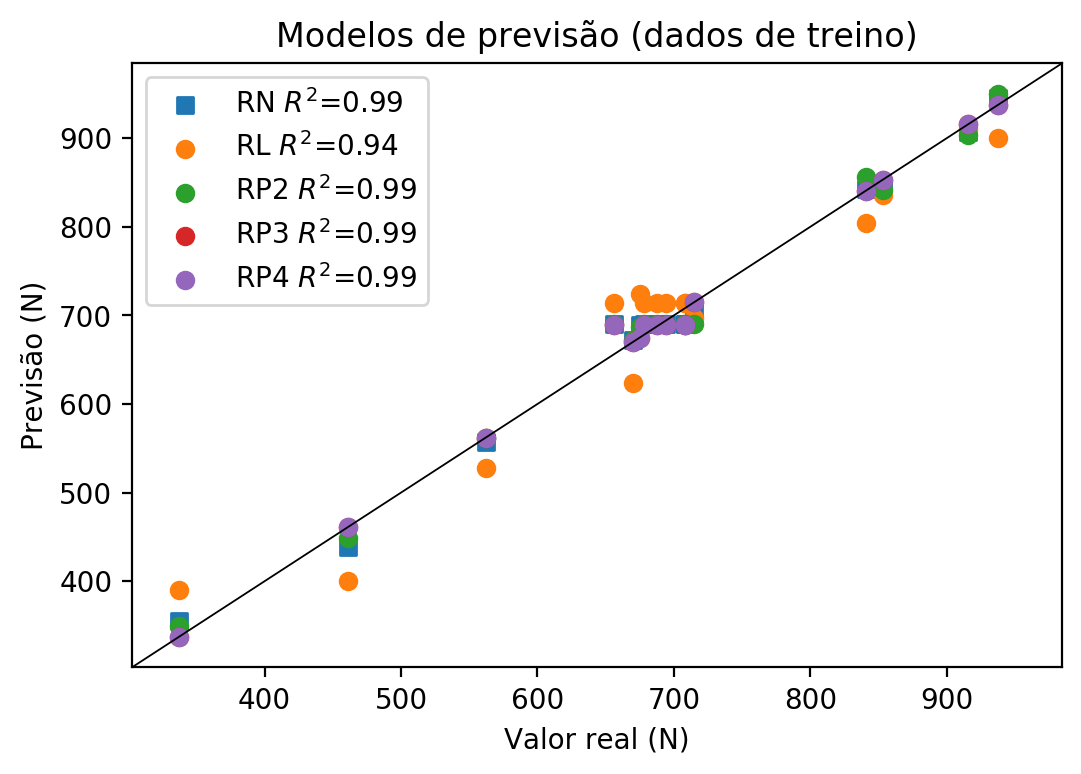 Modelos de previsão (dados de treino)
RN R²=0.99
RL R²=0.94
RP2 R²=0.99
RP3 R²=0.99
RP4 R²=0.99
Previsão (N)
900
800
700
600
500
400
400 500 600 700 800 900
Valor real (N)